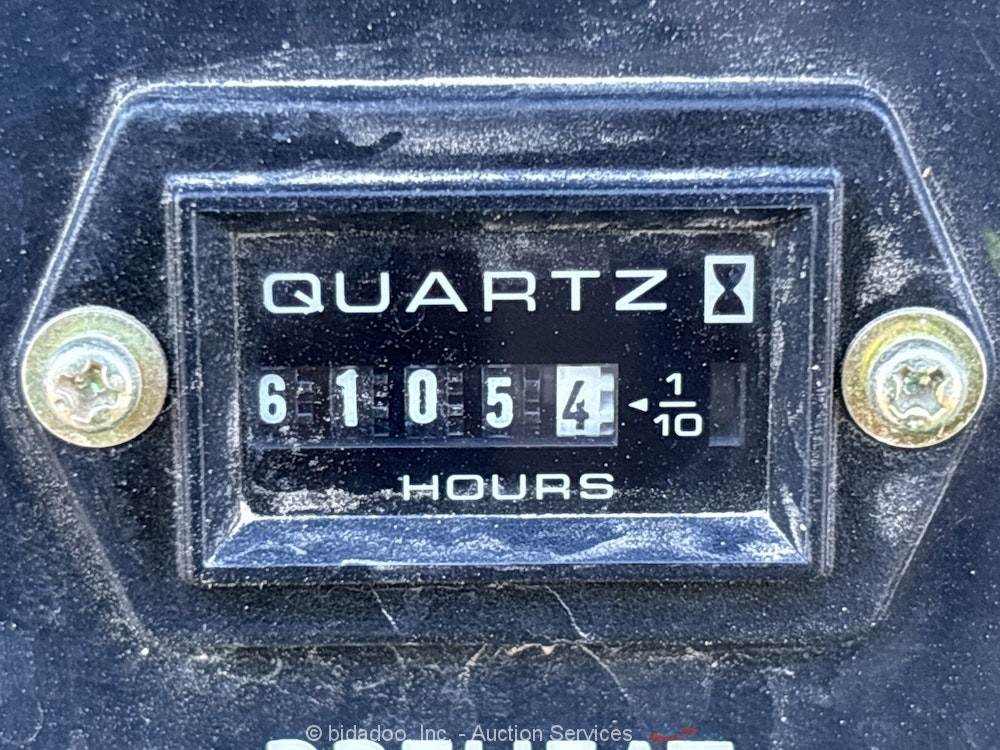 QUARTZ
6 1 0 5 4 ◄ 1/10
HOURS
© bidadoo, Inc. - Auction Services